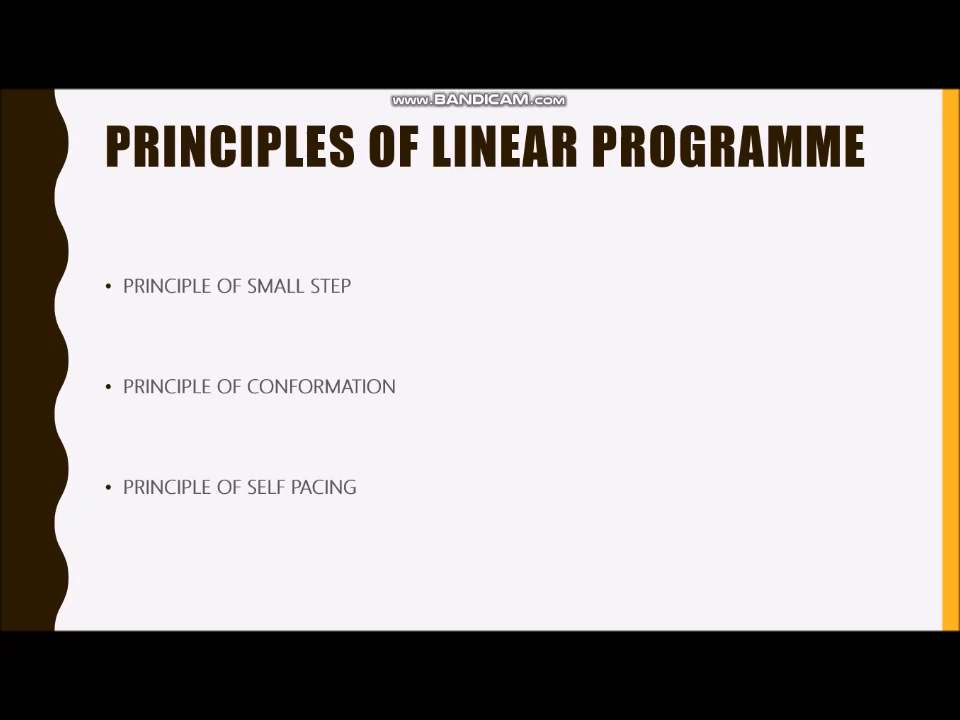 www.BANDICAM.com
PRINCIPLES OF LINEAR PROGRAMME
• PRINCIPLE OF SMALL STEP
• PRINCIPLE OF CONFORMATION
• PRINCIPLE OF SELF PACING